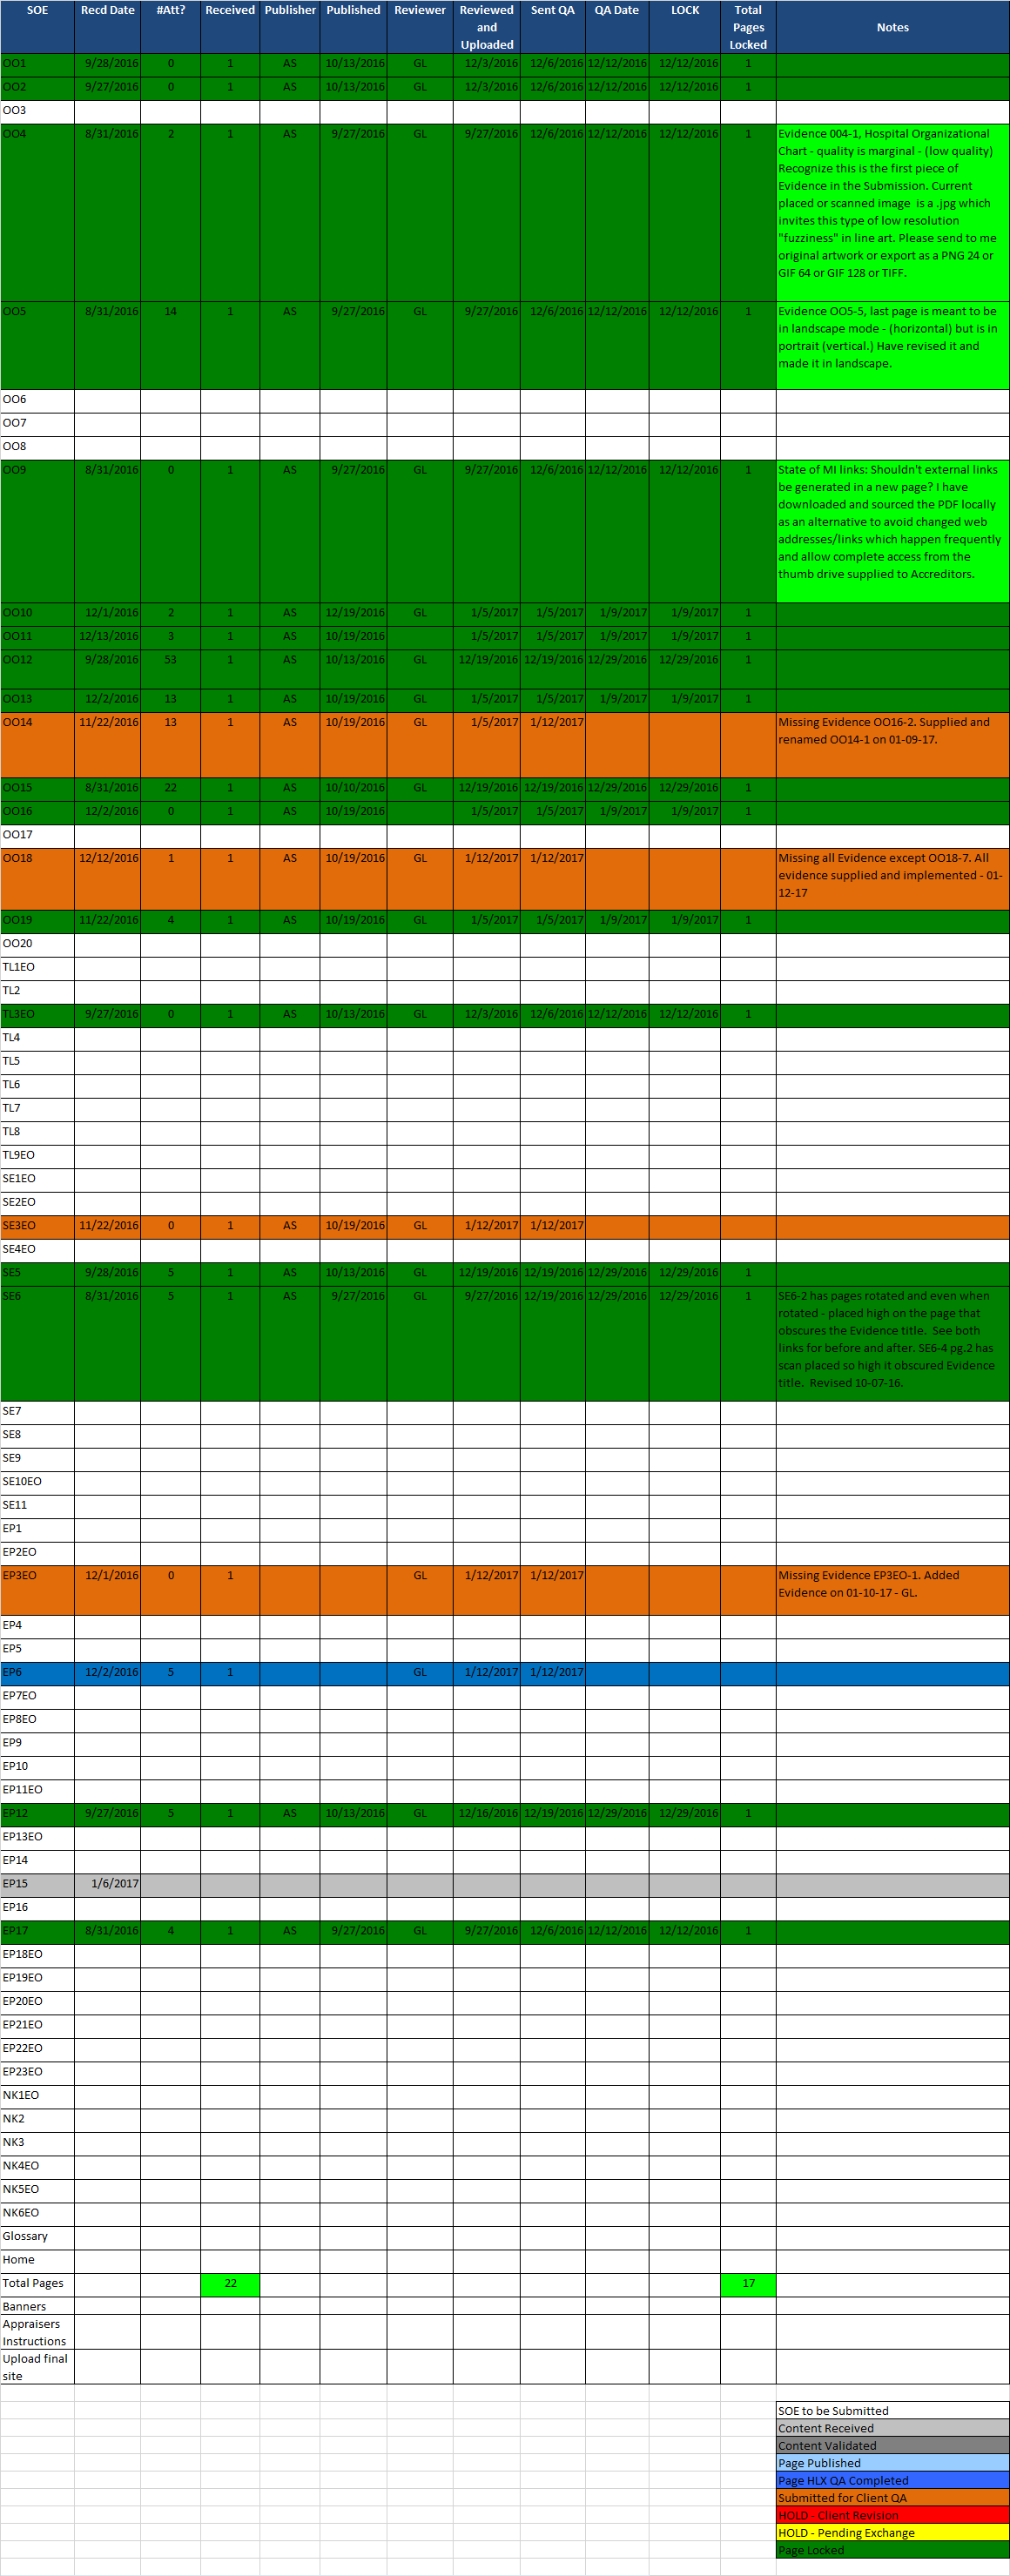 SOE Recd Date #Att? Received Publisher Published Reviewer Reviewed and Uploaded Sent QA QA Date LOCK Total Pages Locked Notes
OO1 9/28/2016 0 1 AS 10/13/2016 GL 12/3/2016 12/6/2016 12/12/2016 12/12/2016 1
OO2 9/27/2016 0 1 AS 10/13/2016 GL 12/3/2016 12/6/2016 12/12/2016 12/12/2016 1
OO3
OO4 8/31/2016 2 1 AS 9/27/2016 GL 9/27/2016 12/6/2016 12/12/2016 12/12/2016 1 Evidence 004-1, Hospital Organizational
Chart - quality is marginal - (low quality)
Recognize this is the first piece of
Evidence in the Submission. Current
placed or scanned image is a .jpg which
invites this type of low resolution
"fuzziness" in line art. Please send to me
original artwork or export as a PNG 24 or
GIF 64 or GIF 128 or TIFF.
OO5 8/31/2016 14 1 AS 9/27/2016 GL 9/27/2016 12/6/2016 12/12/2016 12/12/2016 1 Evidence OO5-5, last page is meant to be
in landscape mode - (horizontal) but is in
portrait (vertical.) Have revised it and
made it in landscape.
OO6
OO7
OO8
OO9 8/31/2016 0 1 AS 9/27/2016 GL 9/27/2016 12/6/2016 12/12/2016 12/12/2016 1 State of MI links: Shouldn't external links
be generated in a new page? I have
downloaded and sourced the PDF locally
as an alternative to avoid changed web
addresses/links which happen frequently
and allow complete access from the
thumb drive supplied to Accreditors.
OO10 12/1/2016 2 1 AS 12/19/2016 GL 1/5/2017 1/5/2017 1/9/2017 1/9/2017 1
OO11 12/13/2016 3 1 AS 10/19/2016 1/5/2017 1/5/2017 1/9/2017 1/9/2017 1
OO12 9/28/2016 53 1 AS 10/13/2016 GL 12/19/2016 12/19/2016 12/29/2016 12/29/2016 1
OO13 12/2/2016 13 1 AS 10/19/2016 GL 1/5/2017 1/5/2017 1/9/2017 1/9/2017 1
OO14 11/22/2016 13 1 AS 10/19/2016 GL 1/5/2017 1/12/2017 Missing Evidence OO16-2. Supplied and
renamed OO14-1 on 01-09-17.
OO15 8/31/2016 22 1 AS 10/10/2016 GL 12/19/2016 12/19/2016 12/29/2016 12/29/2016 1
OO16 12/2/2016 0 1 AS 10/19/2016 1/5/2017 1/5/2017 1/9/2017 1/9/2017 1
OO17
OO18 12/12/2016 1 1 AS 10/19/2016 GL 1/12/2017 1/12/2017 Missing all Evidence except OO18-7. All
evidence supplied and implemented - 01-
12-17
OO19 11/22/2016 4 1 AS 10/19/2016 GL 1/5/2017 1/5/2017 1/9/2017 1/9/2017 1
OO20
TL1EO
TL2
TL3EO 9/27/2016 0 1 AS 10/13/2016 GL 12/3/2016 12/6/2016 12/12/2016 12/12/2016 1
TL4
TL5
TL6
TL7
TL8
TL9EO
SE1EO
SE2EO
SE3EO 11/22/2016 0 1 AS 10/19/2016 GL 1/12/2017 1/12/2017
SE4EO
SE5 9/28/2016 5 1 AS 10/13/2016 GL 12/19/2016 12/19/2016 12/29/2016 12/29/2016 1
SE6 8/31/2016 5 1 AS 9/27/2016 GL 9/27/2016 12/19/2016 12/29/2016 12/29/2016 1 SE6-2 has pages rotated and even when
rotated - placed high on the page that
obscures the Evidence title. See both
links for before and after. SE6-4 pg.2 has
scan placed so high it obscured Evidence
title. Revised 10-07-16.
SE7
SE8
SE9
SE10EO
SE11
EP1
EP2EO
EP3EO 12/1/2016 0 1 GL 1/12/2017 1/12/2017 Missing Evidence EP3EO-1. Added
Evidence on 01-10-17 - GL.
EP4
EP5
EP6 12/2/2016 5 1 GL 1/12/2017 1/12/2017
EP7EO
EP8EO
EP9
EP10
EP11EO
EP12 9/27/2016 5 1 AS 10/13/2016 GL 12/16/2016 12/19/2016 12/29/2016 12/29/2016 1
EP13EO
EP14
EP15 1/6/2017
EP16
EP17 8/31/2016 4 1 AS 9/27/2016 GL 9/27/2016 12/6/2016 12/12/2016 12/12/2016 1
EP18EO
EP19EO
EP20EO
EP21EO
EP22EO
EP23EO
NK1EO
NK2
NK3
NK4EO
NK5EO
NK6EO
Glossary
Home
Total Pages 22 17
Banners
Appraisers
Instructions
Upload final
site
SOE to be Submitted
Content Received
Content Validated
Page Published
Page HLX QA Completed
Submitted for Client QA
HOLD - Client Revision
HOLD - Pending Exchange
Page Locked